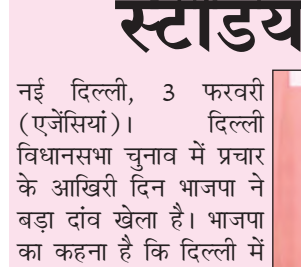 स्टेडिय
नई दिल्ली, 3 फरवरी
(एजेंसियां)। दिल्ली
विधानसभा चुनाव में प्रचार
के आखिरी दिन भाजपा ने
बड़ा दांव खेला है। भाजपा
का कहना है कि दिल्ली में